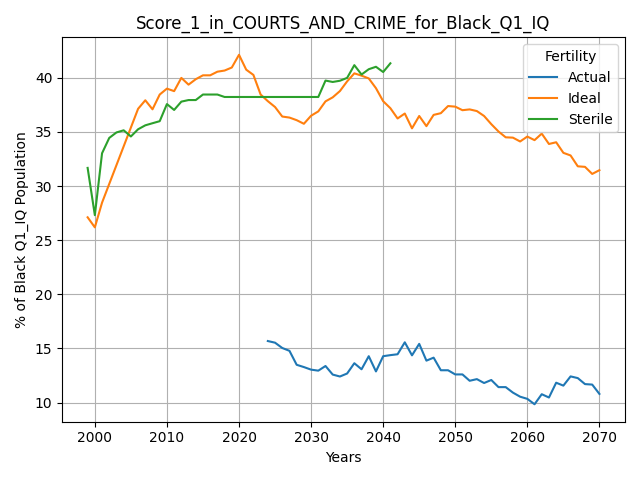 Score_1_in_COURTS_AND_CRIME_for_Black_Q1_IQ
Fertility
Actual
Ideal
Sterile
% of Black Q1_IQ Population
40
35
30
25
20
15
10
2000
2010
2020
2030
2040
2050
2060
2070
Years